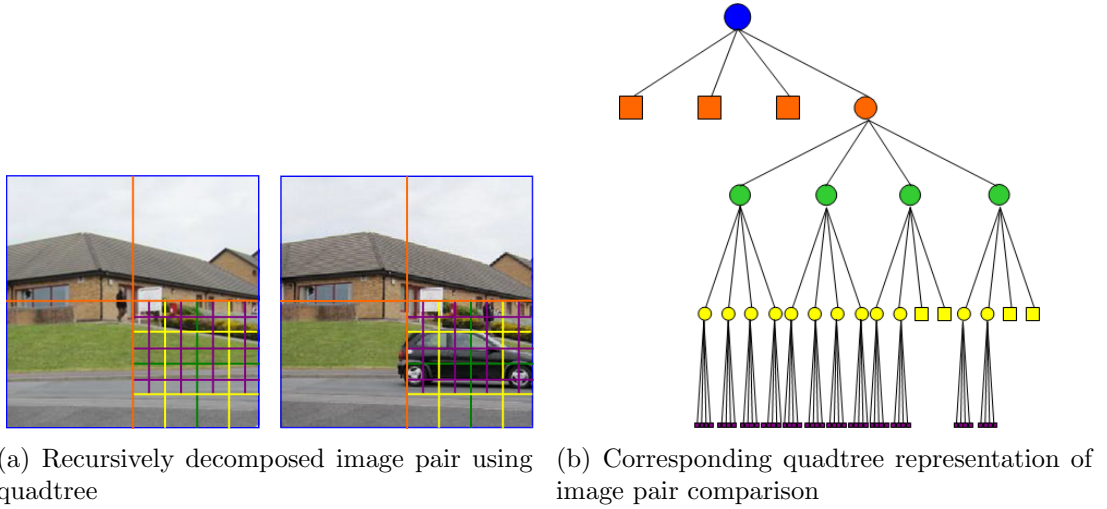 (a) Recursively decomposed image pair using
quadtree
(b) Corresponding quadtree representation of
image pair comparison